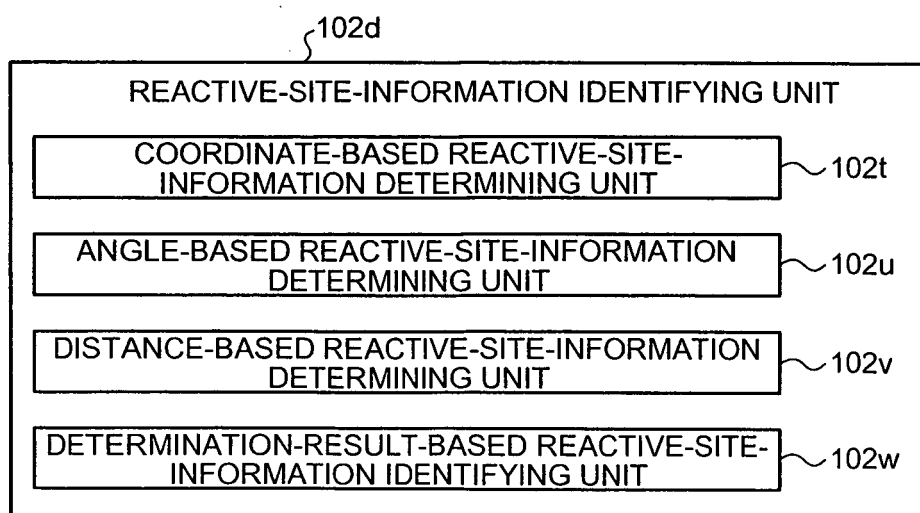 102d
REACTIVE-SITE-INFORMATION IDENTIFYING UNIT
COORDINATE-BASED REACTIVE-SITE-
INFORMATION DETERMINING UNIT
102t
ANGLE-BASED REACTIVE-SITE-INFORMATION
DETERMINING UNIT
102u
DISTANCE-BASED REACTIVE-SITE-INFORMATION
DETERMINING UNIT
102v
DETERMINATION-RESULT-BASED REACTIVE-SITE-
INFORMATION IDENTIFYING UNIT
102w